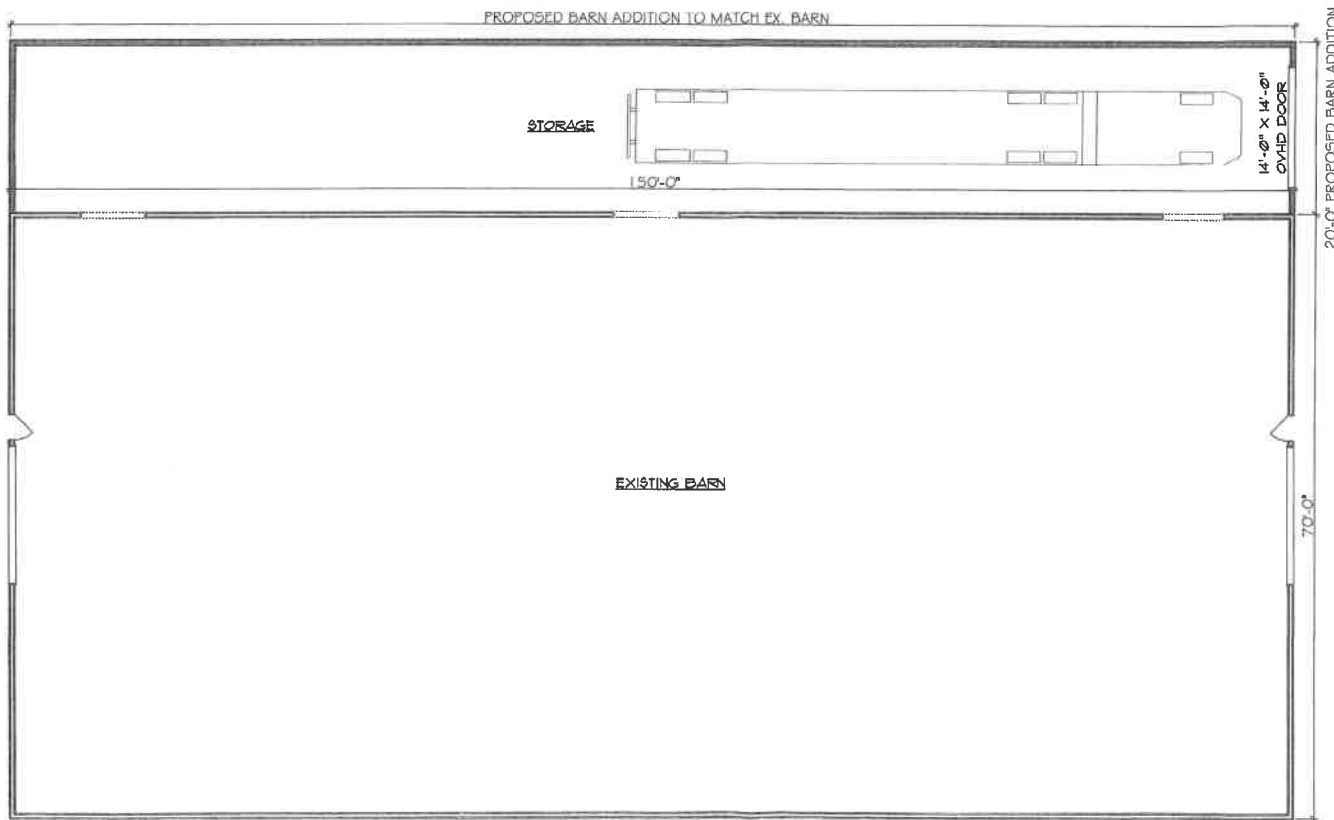 PROPOSED BARN ADDITION TO MATCH EX. BARN
STORAGE
14'-0" X 14'-0"
OVHD DOOR
20'-0" PROPOSED BARN ADDITION
150'-0"
EXISTING BARN
70'-0"